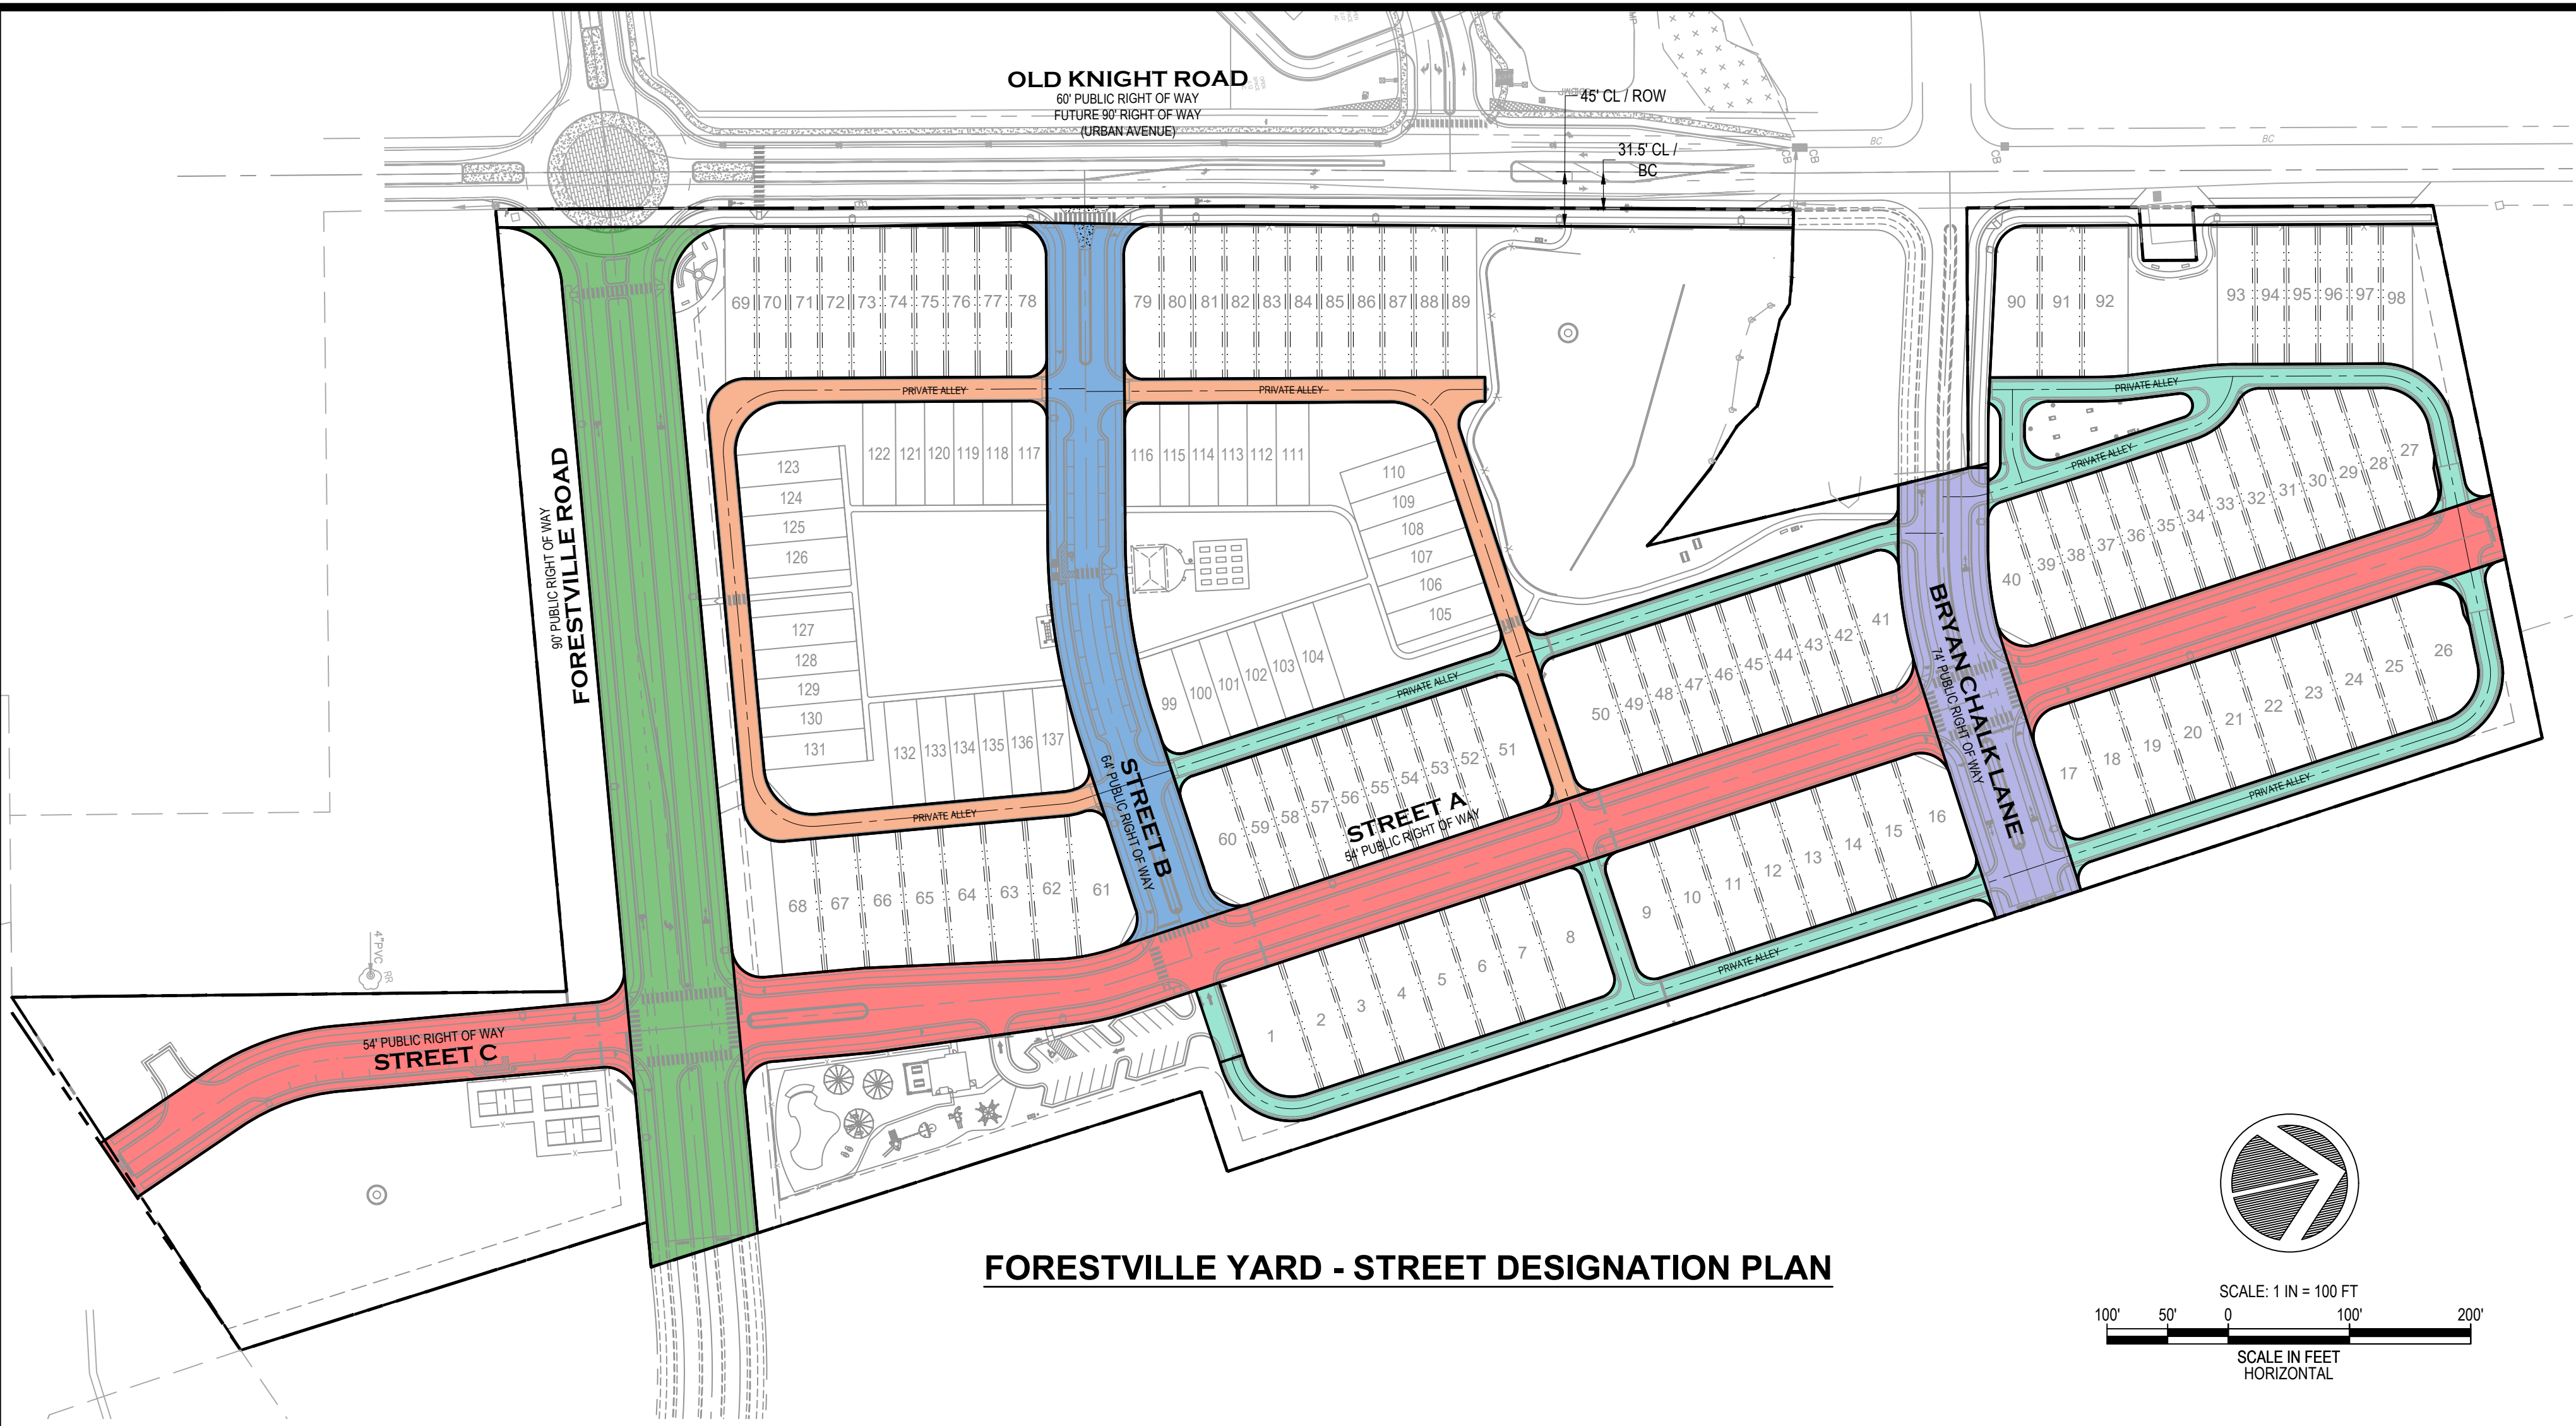 OLD KNIGHT ROAD
60' PUBLIC RIGHT OF WAY
FUTURE 90' RIGHT OF WAY
(URBAN AVENUE)
45' CL / ROW
31.5' CL /
BC
BC
BC
CB
CB
CB
69 70 71 72 73 74 75 76 77 78
79 80 81 82 83 84 85 86 87 88 89
90 91 92
93 94 95 96 97 98
PRIVATE ALLEY
PRIVATE ALLEY
PRIVATE ALLEY
PRIVATE ALLEY
122 121 120 119 118 117
116 115 114 113 112 111
123
124
125
126
127
128
129
130
131
110
109
108
107
106
105
40 39 38 37 36 35 34 33 32 31 30 29 28 27
90' PUBLIC RIGHT OF WAY
FORESTVILLE ROAD
99 100 101 102 103 104
50 49 48 47 46 45 44 43 42 41
BRYAN CHALK LANE
74' PUBLIC RIGHT OF WAY
17 18 19 20 21 22 23 24 25 26
PRIVATE ALLEY
132 133 134 135 136 137
PRIVATE ALLEY
PRIVATE ALLEY
STREET B
64' PUBLIC RIGHT OF WAY
60 59 58 57 56 55 54 53 52 51
STREET A
54' PUBLIC RIGHT OF WAY
68 67 66 65 64 63 62 61
9 10 11 12 13 14 15 16
PRIVATE ALLEY
1 2 3 4 5 6 7 8
4" PVC
RR
54' PUBLIC RIGHT OF WAY
STREET C
FORESTVILLE YARD - STREET DESIGNATION PLAN
SCALE: 1 IN = 100 FT
100' 50' 0 100' 200'
SCALE IN FEET
HORIZONTAL